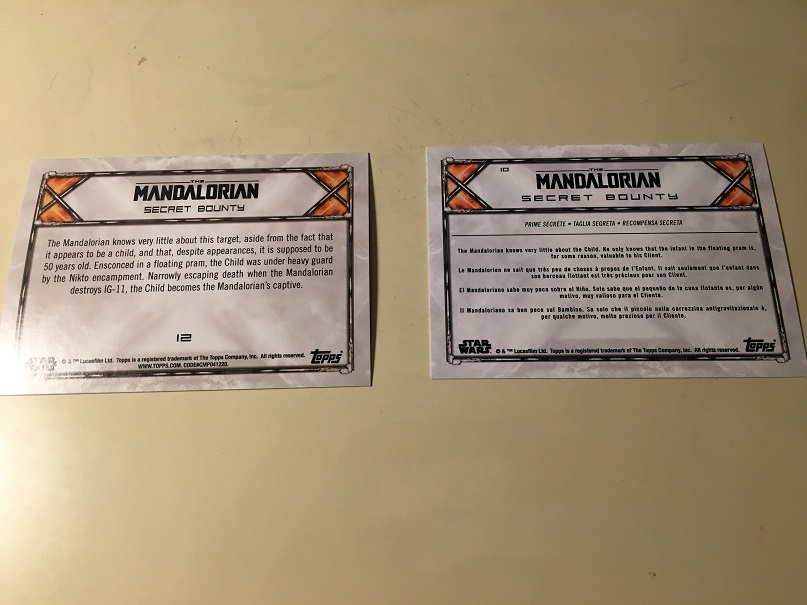 THE
MANDALORIAN
SECRET BOUNTY
The Mandalorian knows very little about this target, aside from the fact that
it appears to be a child, and that, despite appearances, it is supposed to be
50 years old. Ensconced in a floating pram, the Child was under heavy guard
by the Nikto encampment. Narrowly escaping death when the Mandalorian
destroys IG-11, the Child becomes the Mandalorian's captive.
12
STAR WARS
© & ™ Lucasfilm Ltd. Topps is a registered trademark of The Topps Company, Inc. All rights reserved.
WWW.TOPPS.COM. CODE#CMP041220.
Topps
10
THE
MANDALORIAN
SECRET BOUNTY
PRIME SECRÈTE • TAGLIA SEGRETA • RECOMPENSA SECRETA
The Mandalorian knows very little about the Child. He only knows that the infant in the floating pram is,
for some reason, valuable to his Client.
Le Mandalorien ne sait que très peu de choses à propos de l'Enfant. Il sait seulement que l'enfant dans
son berceau flottant est très précieux pour son Client.
El Mandaloriano sabe muy poco sobre el Niño. Solo sabe que el pequeño de la cuna flotante es, por algún
motivo, muy valioso para el Cliente.
Il Mandaloriano sa ben poco sul Bambino. Sa solo che il piccolo nella carrozzina antigravitazionale è,
per qualche motivo, molto prezioso per il Cliente.
STAR WARS
© & ™ Lucasfilm Ltd. Topps is a registered trademark of The Topps Company, Inc. All rights reserved.
Topps